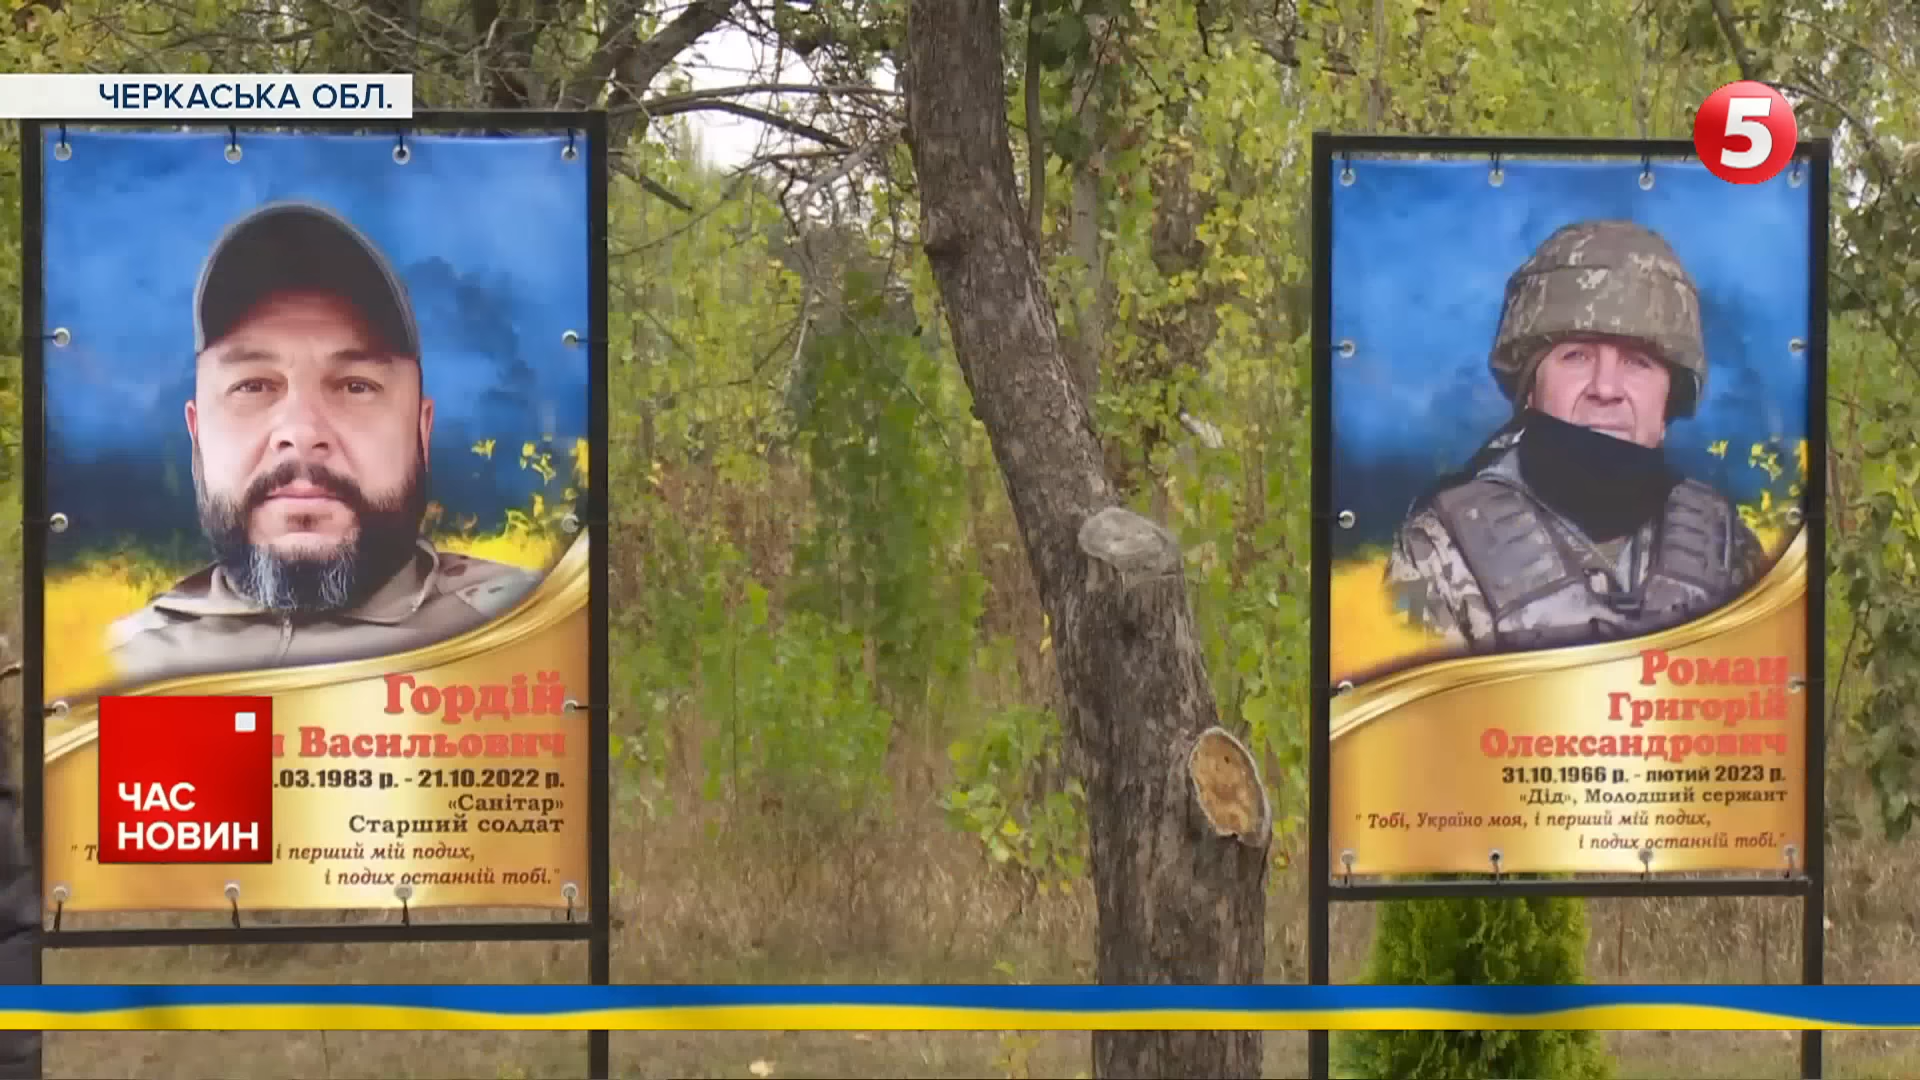 ЧЕРКАСЬКА ОБЛ.
5
Гордій
Васильович
.03.1983 р. - 21.10.2022 р.
«Санітар»
Старший солдат
і перший мій подих,
і подих останній тобі."
ЧАС
НОВИН
Роман
Григорій
Олександрович
31.10.1966 р. - лютий 2023 р.
«Дід», Молодший сержант
" Тобі, Україно моя, і перший мій подих,
і подих останній тобі."